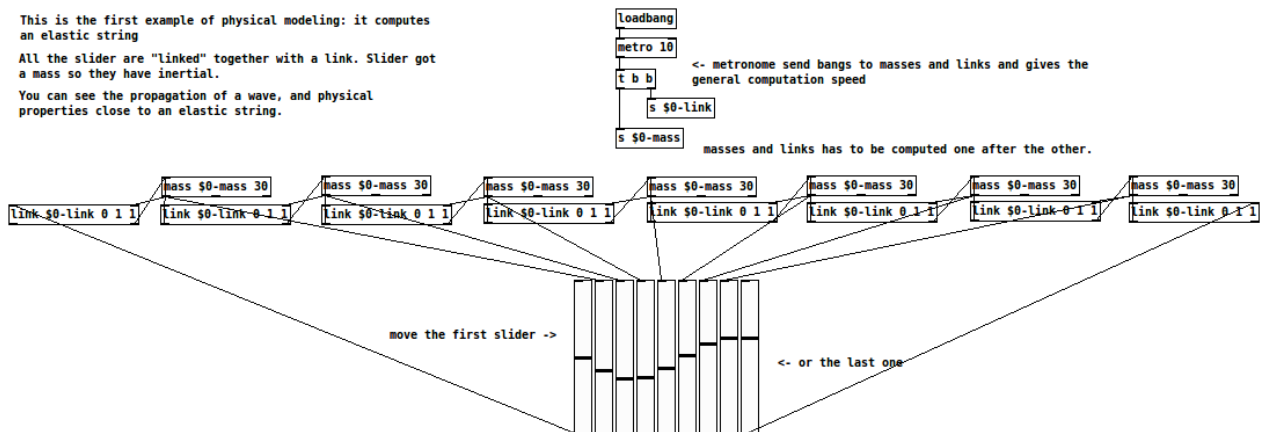 This is the first example of physical modeling: it computes
an elastic string
All the slider are "linked" together with a link. Slider got
a mass so they have inertial.
You can see the propagation of a wave, and physical
properties close to an elastic string.
loadbang
metro 10
t b b
s $0-link
s $0-mass
<- metronome send bangs to masses and links and gives the
general computation speed
masses and links has to be computed one after the other.
mass $0-mass 30
mass $0-mass 30
mass $0-mass 30
mass $0-mass 30
mass $0-mass 30
mass $0-mass 30
mass $0-mass 30
link $0-link 0 1 1
link $0-link 0 1 1
link $0-link 0 1 1
link $0-link 0 1 1
link $0-link 0 1 1
link $0-link 0 1 1
link $0-link 0 1 1
link $0-link 0 1 1
move the first slider ->
<- or the last one